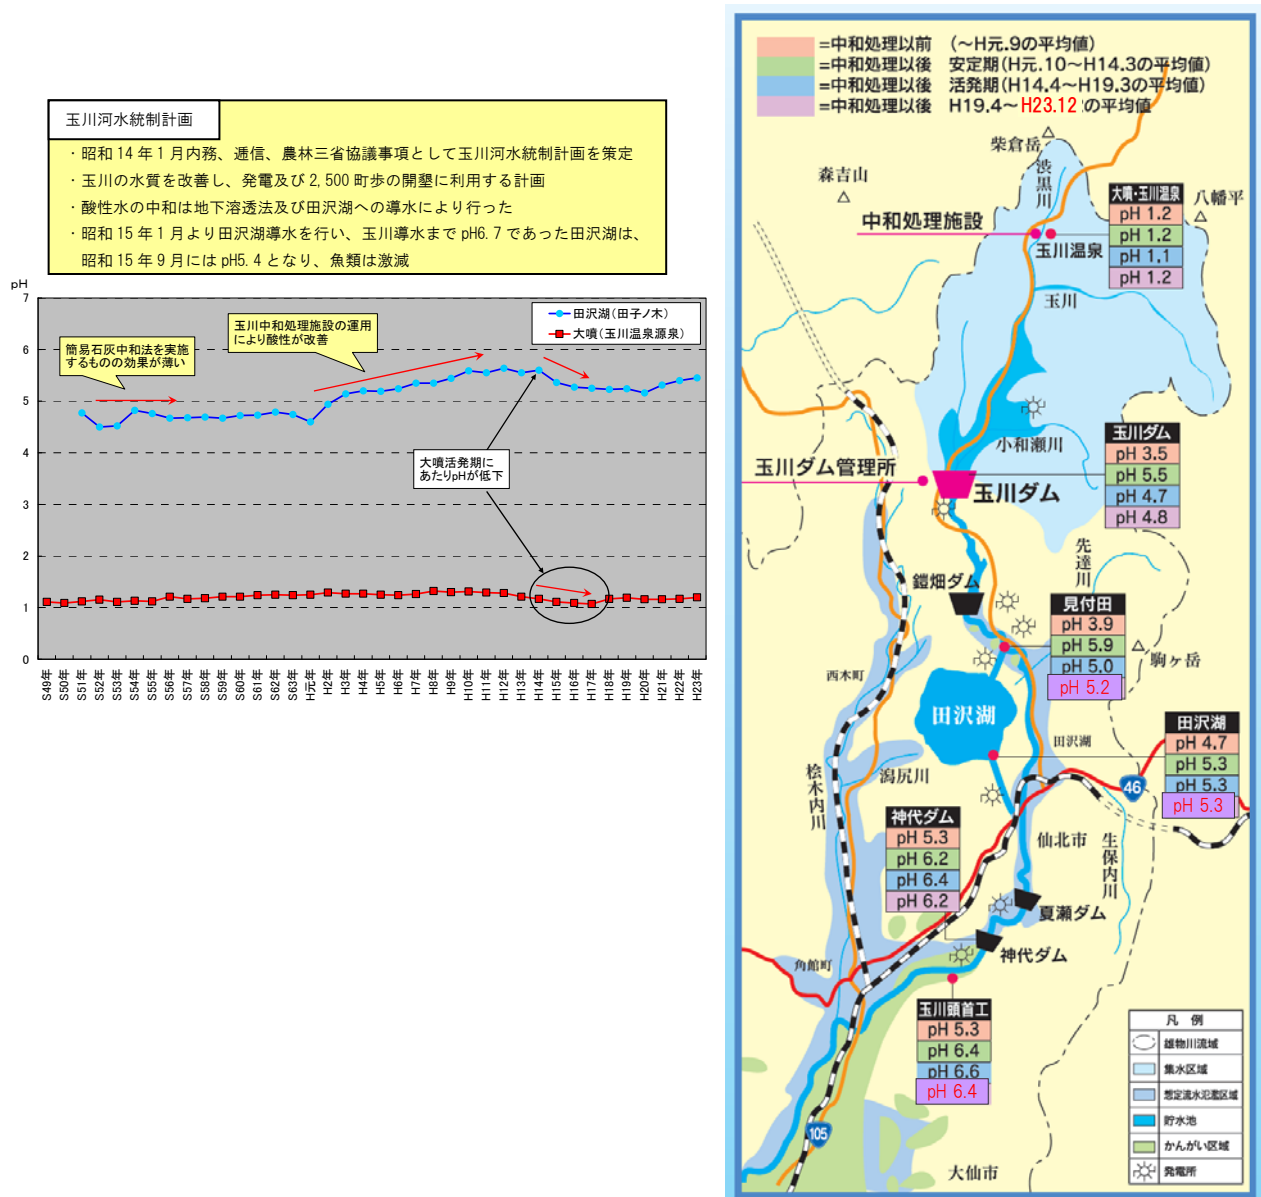 玉川河水統制計画
・昭和14年1月内務、逓信、農林三省協議事項として玉川河水統制計画を策定
・玉川の水質を改善し、発電及び2,500町歩の開墾に利用する計画
・酸性水の中和は地下溶透法及び田沢湖への導水により行った
・昭和15年1月より田沢湖導水を行い、玉川導水までpH6.7であった田沢湖は、
昭和15年9月にはpH5.4となり、魚類は激減
pH
7
6
5
4
3
2
1
0
田沢湖(田子ノ木)
大噴(玉川温泉源泉)
簡易石灰中和法を実施
するものの効果が薄い
玉川中和処理施設の運用
により酸性が改善
大噴活発期に
あたりpHが低下
S49年
S50年
S51年
S52年
S53年
S54年
S55年
S56年
S57年
S58年
S59年
S60年
S61年
S62年
S63年
H元年
H2年
H3年
H4年
H5年
H6年
H7年
H8年
H9年
H10年
H11年
H12年
H13年
H14年
H15年
H16年
H17年
H18年
H19年
H20年
H21年
H22年
H23年
=中和処理以前 (～H元.9の平均値)
=中和処理以後 安定期(H元.10～H14.3の平均値)
=中和処理以後 活発期(H14.4～H19.3の平均値)
=中和処理以後 H19.4～H23.12の平均値
柴倉岳
森吉山
渋黒川
八幡平
大噴・玉川温泉
pH 1.2
pH 1.2
pH 1.1
pH 1.2
中和処理施設
玉川温泉
玉川
小和瀬川
玉川ダム
pH 3.5
pH 5.5
pH 4.7
pH 4.8
玉川ダム管理所
玉川ダム
先達川
鎧畑ダム
見付田
pH 3.9
pH 5.9
pH 5.0
pH 5.2
駒ヶ岳
西木町
田沢湖
田沢湖
田沢湖
pH 4.7
pH 5.3
pH 5.3
pH 5.3
46
潟尻川
桧木内川
神代ダム
pH 5.3
pH 6.2
pH 6.4
pH 6.2
仙北市
生保内川
夏瀬ダム
神代ダム
角館町
玉川頭首工
pH 5.3
pH 6.4
pH 6.6
pH 6.4
105
大仙市
凡例
雄物川流域
集水区域
想定流水氾濫区域
貯水池
かんがい区域
発電所